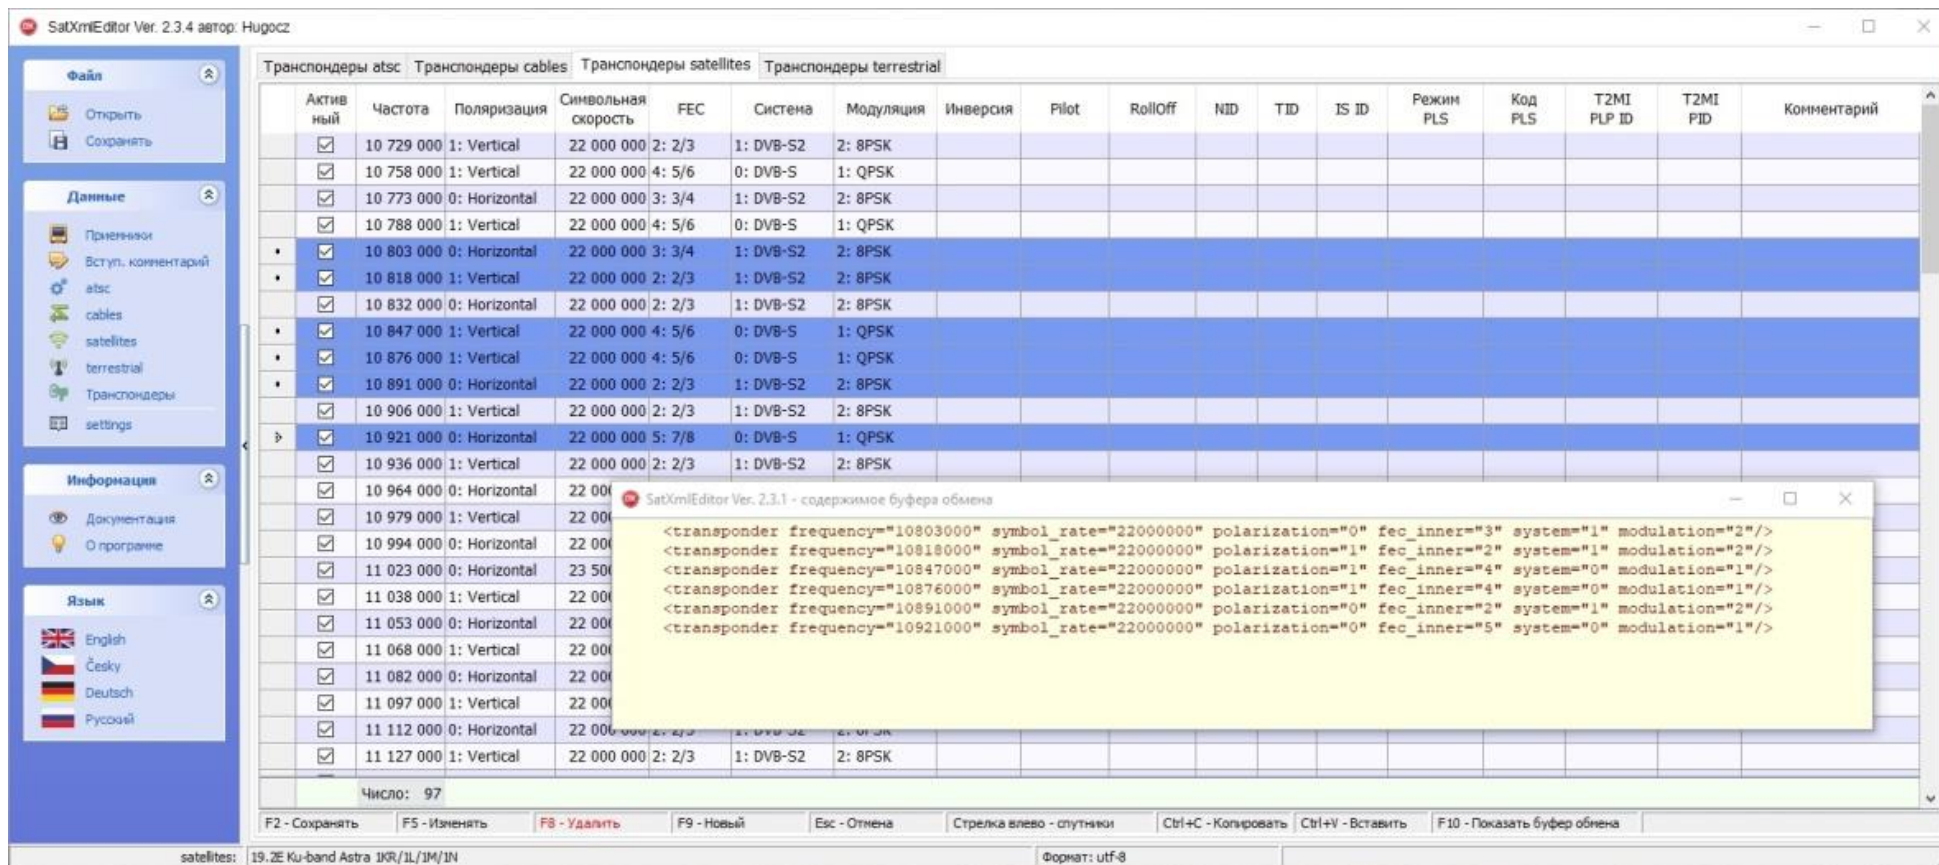 SatXmlEditor Ver. 2.3.4 автор: Hugocz
Файл
Открыть
Сохранять
Данные
Приемники
Вступ. комментарий
atsc
cables
satellites
terrestrial
Транспондеры
settings
Информация
Документация
О программе
Язык
English
Česky
Deutsch
Русский
Транспондеры atsc Транспондеры cables Транспондеры satellites Транспондеры terrestrial
Активный Частота Поляризация Символьная скорость FEC Система Модуляция Инверсия Pilot RollOff NID TID IS ID Режим PLS Код PLS T2MI PLP ID T2MI PID Комментарий
10 729 000 1: Vertical 22 000 000 2: 2/3 1: DVB-S2 2: 8PSK
10 758 000 1: Vertical 22 000 000 4: 5/6 0: DVB-S 1: QPSK
10 773 000 0: Horizontal 22 000 000 3: 3/4 1: DVB-S2 2: 8PSK
10 788 000 1: Vertical 22 000 000 4: 5/6 0: DVB-S 1: QPSK
10 803 000 0: Horizontal 22 000 000 3: 3/4 1: DVB-S2 2: 8PSK
10 818 000 1: Vertical 22 000 000 2: 2/3 1: DVB-S2 2: 8PSK
10 832 000 0: Horizontal 22 000 000 2: 2/3 1: DVB-S2 2: 8PSK
10 847 000 1: Vertical 22 000 000 4: 5/6 0: DVB-S 1: QPSK
10 876 000 1: Vertical 22 000 000 4: 5/6 0: DVB-S 1: QPSK
10 891 000 0: Horizontal 22 000 000 2: 2/3 1: DVB-S2 2: 8PSK
10 906 000 1: Vertical 22 000 000 2: 2/3 1: DVB-S2 2: 8PSK
10 921 000 0: Horizontal 22 000 000 5: 7/8 0: DVB-S 1: QPSK
10 936 000 1: Vertical 22 000 000 2: 2/3 1: DVB-S2 2: 8PSK
10 964 000 0: Horizontal 22
10 979 000 1: Vertical 22
10 994 000 0: Horizontal 22
11 023 000 0: Horizontal 23
11 038 000 1: Vertical 22
11 053 000 0: Horizontal 22
11 068 000 1: Vertical 22
11 082 000 0: Horizontal 22
11 097 000 1: Vertical 22
11 112 000 0: Horizontal 22
11 127 000 1: Vertical 22 000 000 2: 2/3 1: DVB-S2 2: 8PSK
Число: 97
SatXmlEditor Ver. 2.3.1 - содержимое буфера обмена
<transponder frequency="10803000" symbol_rate="22000000" polarization="0" fec_inner="3" system="1" modulation="2"/>
<transponder frequency="10818000" symbol_rate="22000000" polarization="1" fec_inner="2" system="1" modulation="2"/>
<transponder frequency="10847000" symbol_rate="22000000" polarization="1" fec_inner="4" system="0" modulation="1"/>
<transponder frequency="10876000" symbol_rate="22000000" polarization="1" fec_inner="4" system="0" modulation="1"/>
<transponder frequency="10891000" symbol_rate="22000000" polarization="0" fec_inner="2" system="1" modulation="2"/>
<transponder frequency="10921000" symbol_rate="22000000" polarization="0" fec_inner="5" system="0" modulation="1"/>
F2 - Сохранять F5 - Изменять F8 - Удалить F9 - Новый Esc - Отмена Стрелка влево - спутники Ctrl+C - Копировать Ctrl+V - Вставить F10 - Показать буфер обмена
satellites: 19.2E Ku-band Astra 1KR/1L/1M/1N Формат: utf-8